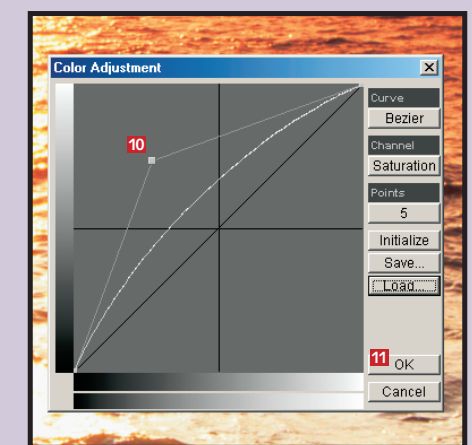 Color Adjustment
10
Curve
Bezier
Channel
Saturation
Points
5
Initialize
Save...
Load...
11 OK
Cancel